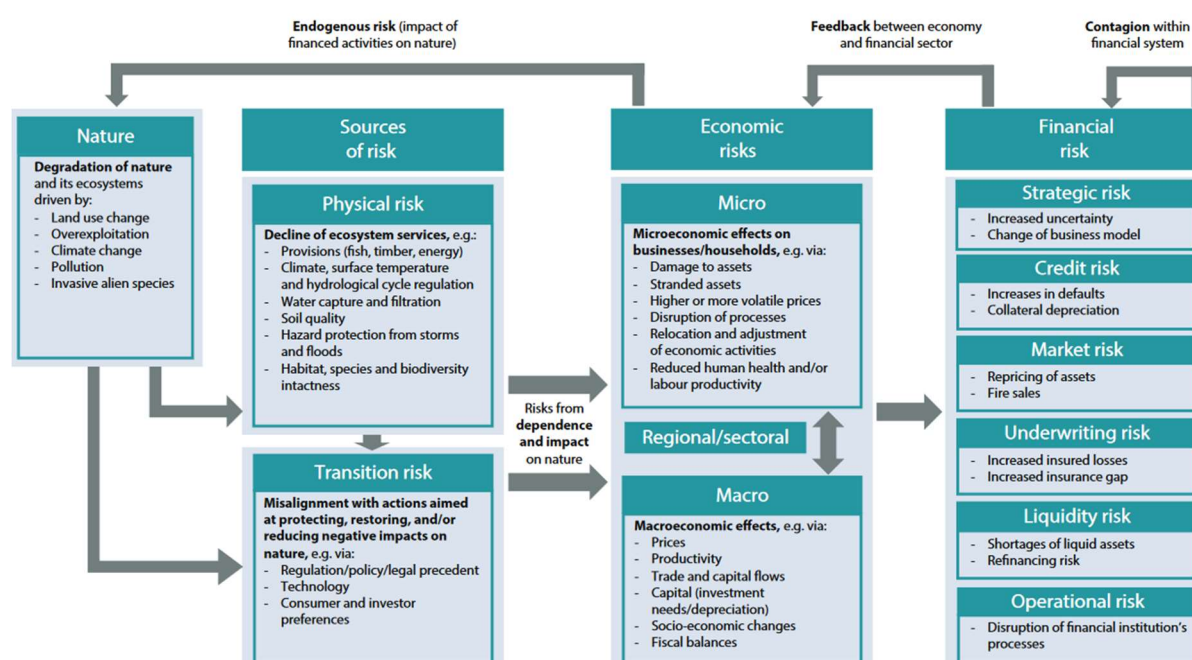 Endogenous risk (impact of
financed activities on nature)
Feedback between economy
and financial sector
Contagion within
financial system
Nature
Degradation of nature
and its ecosystems
driven by:
- Land use change
- Overexploitation
- Climate change
- Pollution
- Invasive alien species
Sources
of risk
Physical risk
Decline of ecosystem services, e.g.:
- Provisions (fish, timber, energy)
- Climate, surface temperature
and hydrological cycle regulation
- Water capture and filtration
- Soil quality
- Hazard protection from storms
and floods
- Habitat, species and biodiversity
intactness
Transition risk
Misalignment with actions aimed
at protecting, restoring, and/or
reducing negative impacts on
nature, e.g. via:
- Regulation/policy/legal precedent
- Technology
- Consumer and investor
preferences
Risks from
dependence
and impact
on nature
Economic
risks
Micro
Microeconomic effects on
businesses/households, e.g. via:
- Damage to assets
- Stranded assets
- Higher or more volatile prices
- Disruption of processes
- Relocation and adjustment
of economic activities
- Reduced human health and/or
labour productivity
Regional/sectoral
Macro
Macroeconomic effects, e.g. via:
- Prices
- Productivity
- Trade and capital flows
- Capital (investment
needs/depreciation)
- Socio-economic changes
- Fiscal balances
Financial
risk
Strategic risk
- Increased uncertainty
- Change of business model
Credit risk
- Increases in defaults
- Collateral depreciation
Market risk
- Repricing of assets
- Fire sales
Underwriting risk
- Increased insured losses
- Increased insurance gap
Liquidity risk
- Shortages of liquid assets
- Refinancing risk
Operational risk
- Disruption of financial institution's
processes